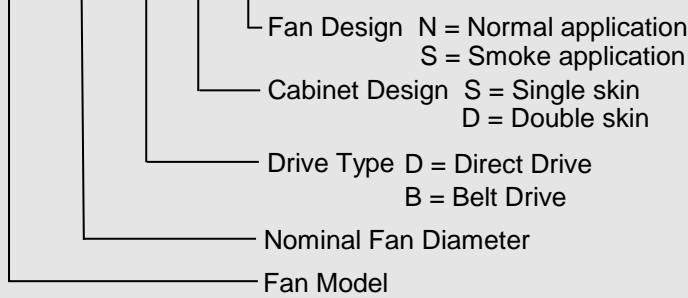 Fan Design N = Normal application
S = Smoke application
Cabinet Design S = Single skin
D = Double skin
Drive Type D = Direct Drive
B = Belt Drive
Nominal Fan Diameter
Fan Model